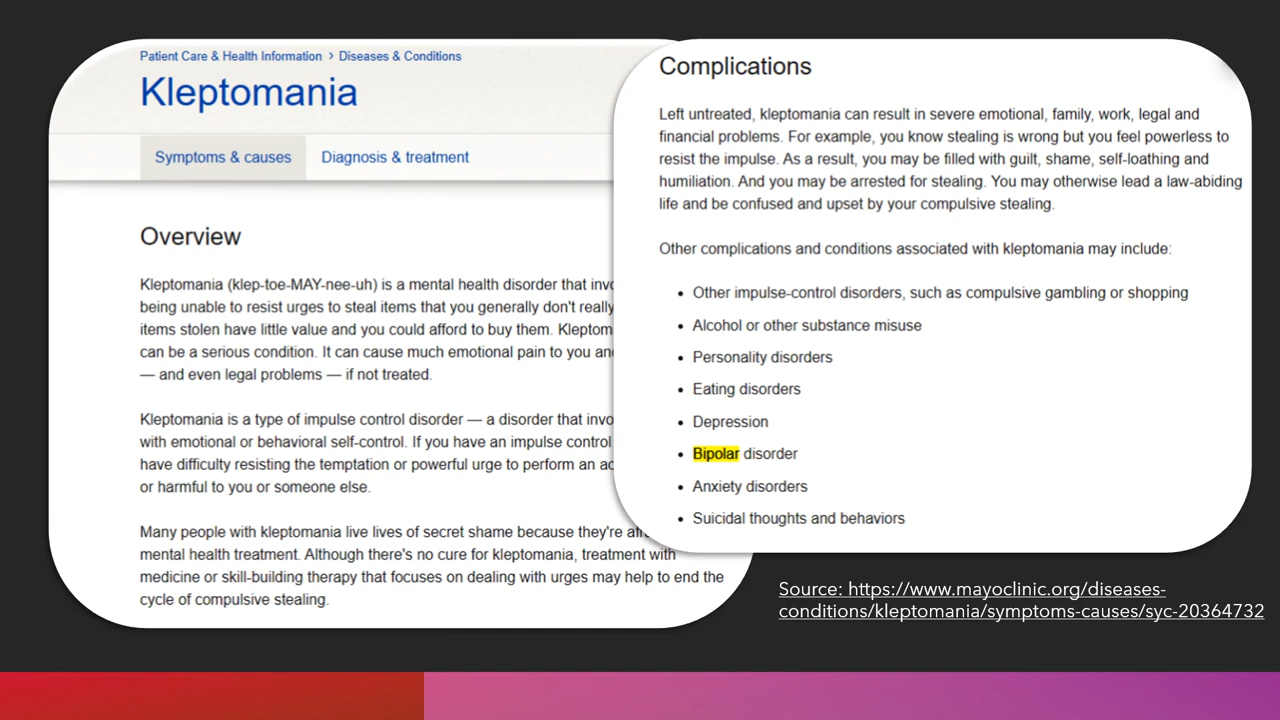 Patient Care & Health Information > Diseases & Conditions
Kleptomania
Symptoms & causes Diagnosis & treatment
Overview
Kleptomania (klep-toe-MAY-nee-uh) is a mental health disorder that
being unable to resist urges to steal items that you generally don't really
items stolen have little value and you could afford to buy them.
can be a serious condition. It can cause much emotional pain to you
— and even legal problems — if not treated.
Kleptomania is a type of impulse control disorder — a disorder that
with emotional or behavioral self-control. If you have an impulse control
have difficulty resisting the temptation or powerful urge to perform an
or harmful to you or someone else.
Many people with kleptomania live lives of secret shame because they're
mental health treatment. Although there's no cure for kleptomania, treatment with
medicine or skill-building therapy that focuses on dealing with urges may help to end the
cycle of compulsive stealing.
Complications
Left untreated, kleptomania can result in severe emotional, family, work, legal and
financial problems. For example, you know stealing is wrong but you feel powerless to
resist the impulse. As a result, you may be filled with guilt, shame, self-loathing and
humiliation. And you may be arrested for stealing. You may otherwise lead a law-abiding
life and be confused and upset by your compulsive stealing.
Other complications and conditions associated with kleptomania may include:
• Other impulse-control disorders, such as compulsive gambling or shopping
• Alcohol or other substance misuse
• Personality disorders
• Eating disorders
• Depression
• Bipolar disorder
• Anxiety disorders
• Suicidal thoughts and behaviors
Source: https://www.mayoclinic.org/diseases-
conditions/kleptomania/symptoms-causes/syc-20364732